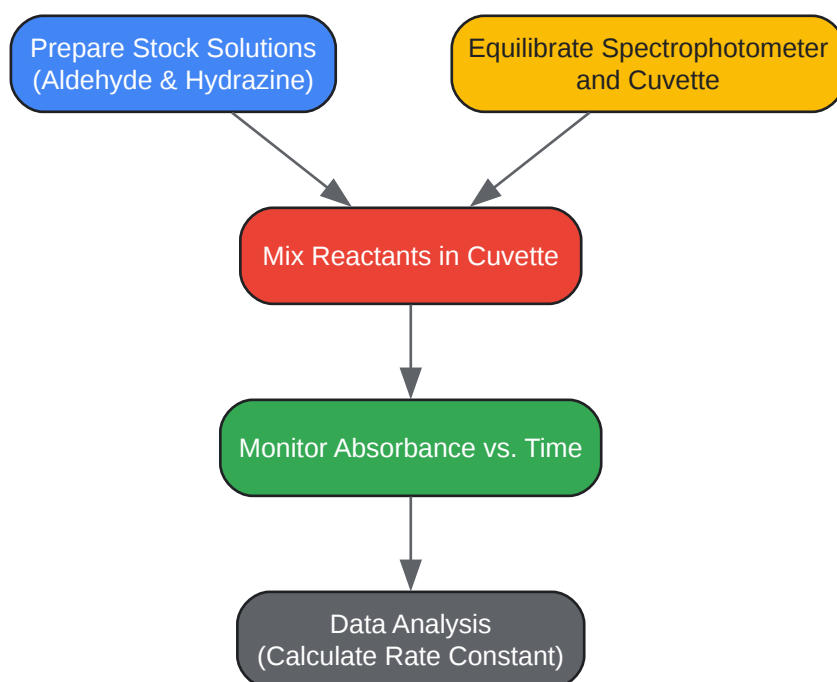 Prepare Stock Solutions
(Aldehyde & Hydrazine)
Equilibrate Spectrophotometer
and Cuvette
Mix Reactants in Cuvette
Monitor Absorbance vs. Time
Data Analysis
(Calculate Rate Constant)